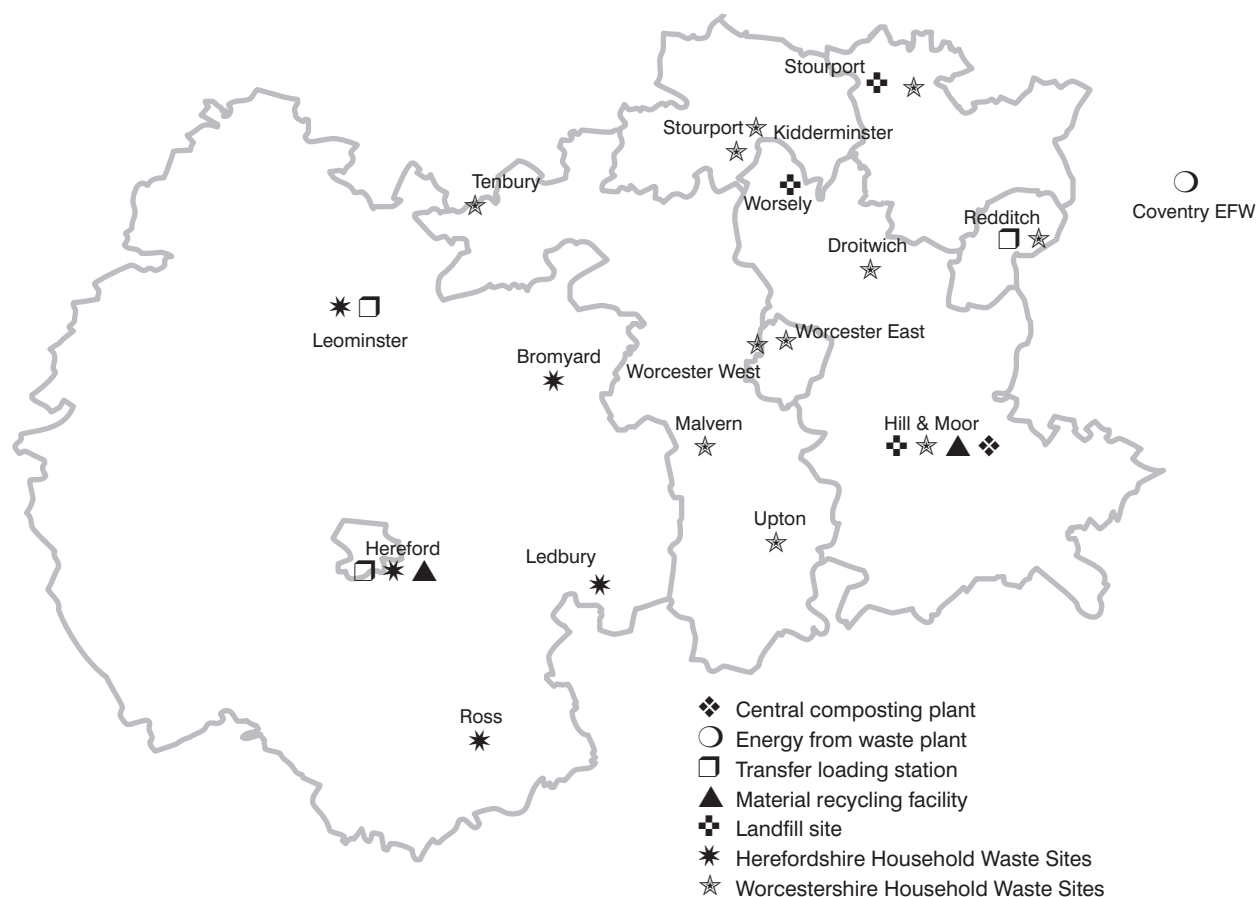 Stourport
Stourport
Kidderminster
Tenbury
Coventry EFW
Worsely
Redditch
Droitwich
Leominster
Worcester East
Bromyard
Worcester West
Malvern
Hill & Moor
Upton
Hereford
Ledbury
Ross
Central composting plant
Energy from waste plant
Transfer loading station
Material recycling facility
Landfill site
Herefordshire Household Waste Sites
Worcestershire Household Waste Sites